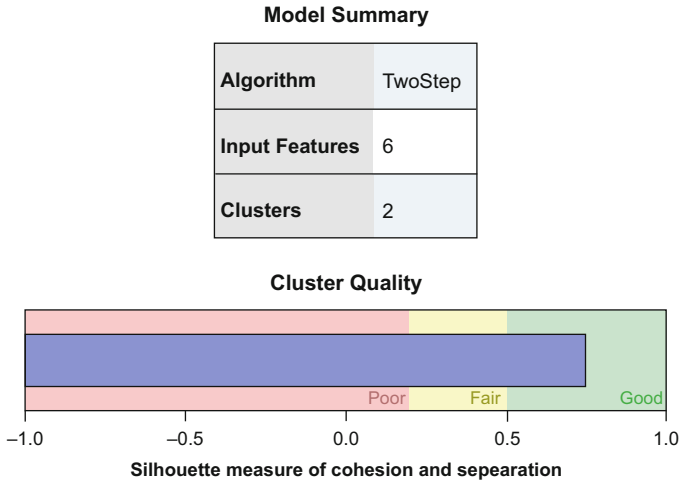 Model Summary
Algorithm TwoStep
Input Features 6
Clusters 2
Cluster Quality
Poor Fair Good
–1.0 –0.5 0.0 0.5 1.0
Silhouette measure of cohesion and sepearation